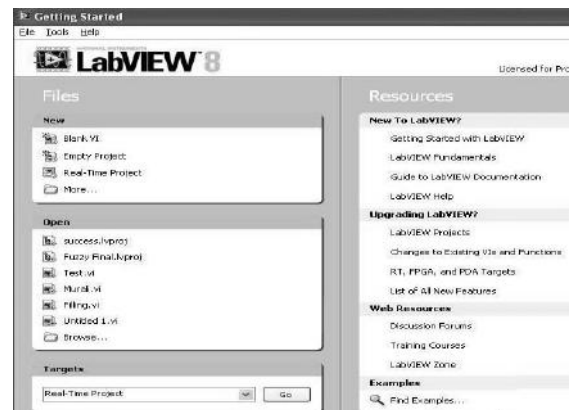 Getting Started
File Tools Help
NATIONAL INSTRUMENTS
LabVIEW 8
Licensed for Pro
Files
New
Blank VI
Empty Project
Real-Time Project
More...
Open
success.lvproj
Fuzzy Final.lvproj
Test.vi
Murali.vi
Filling.vi
Untitled 1.vi
Browse...
Targets
Real-Time Project
Go
Resources
New To LabVIEW?
Getting Started with LabVIEW
LabVIEW Fundamentals
Guide to LabVIEW Documentation
LabVIEW Help
Upgrading LabVIEW?
LabVIEW Projects
Changes to Existing VIs and Functions
RT, FPGA, and PDA Targets
List of All New Features
Web Resources
Discussion Forums
Training Courses
LabVIEW Zone
Examples
Find Examples...